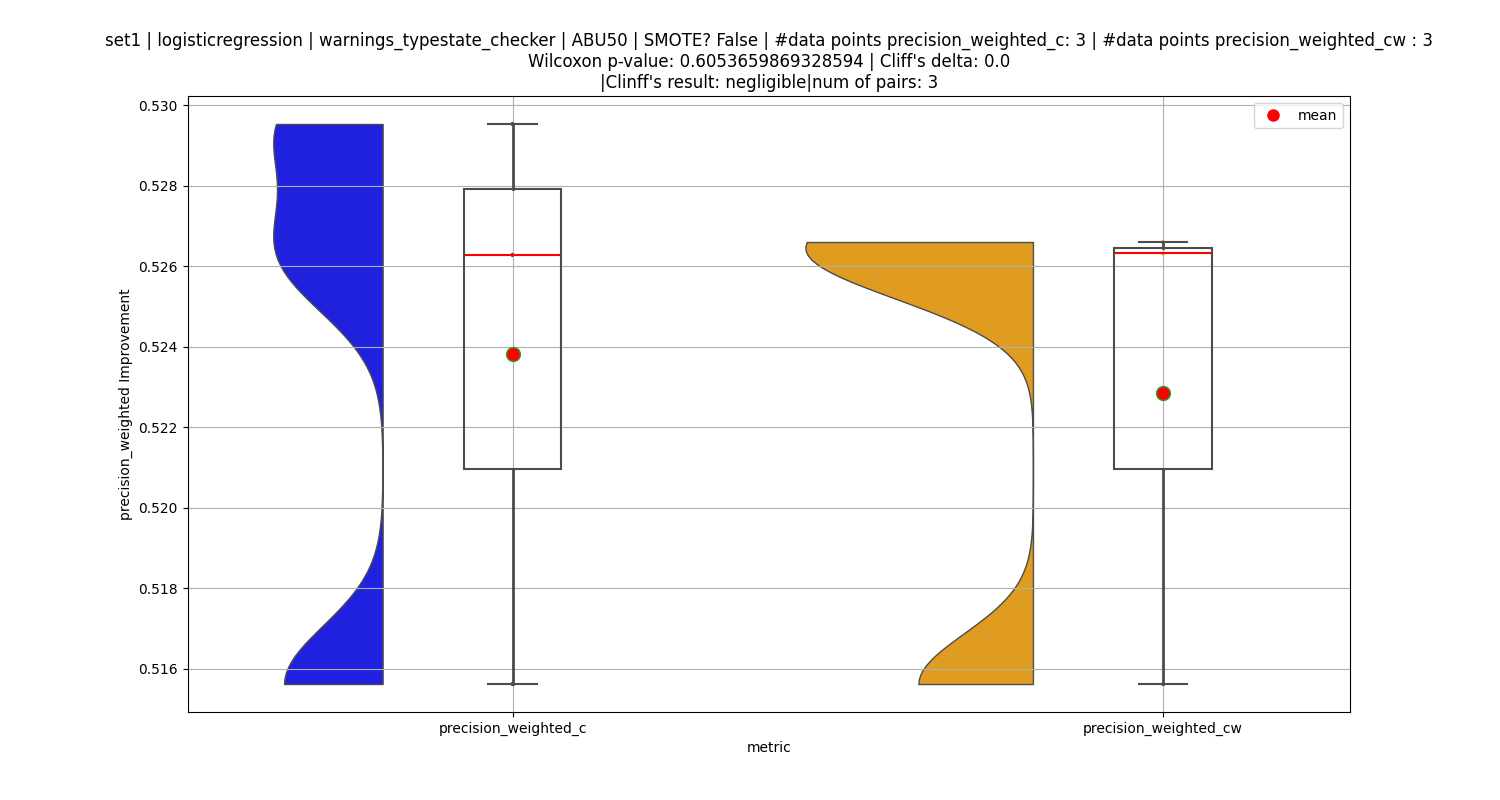 set1 | logisticregression | warnings_typestate_checker | ABU50 | SMOTE? False | #data points precision_weighted_c: 3 | #data points precision_weighted_cw : 3
Wilcoxon p-value: 0.6053659869328594 | Cliff's delta: 0.0
|Clinff's result: negligible|num of pairs: 3
mean
precision_weighted Improvement
0.530
0.528
0.526
0.524
0.522
0.520
0.518
0.516
precision_weighted_c
precision_weighted_cw
metric